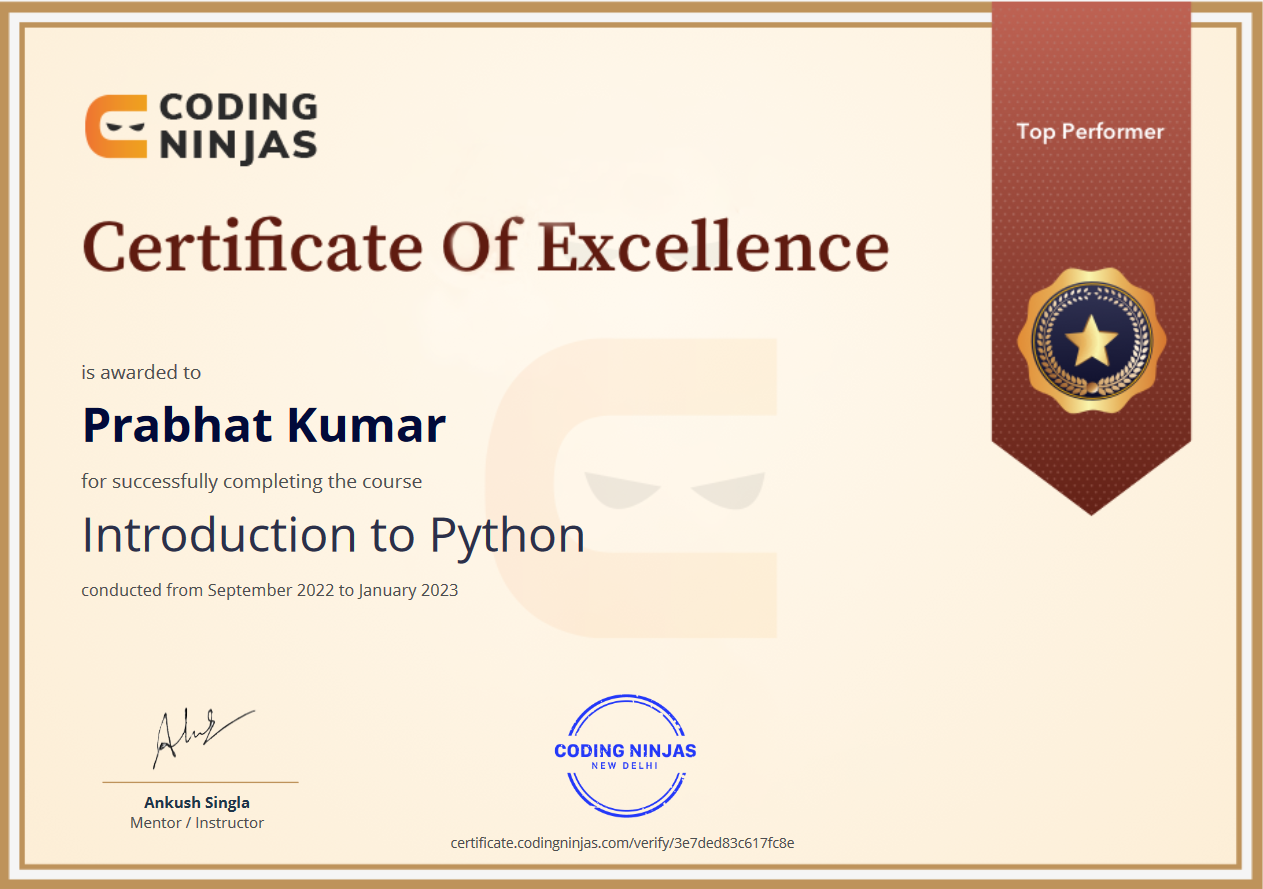 CODING
NINJAS
Top Performer
Certificate Of Excellence
is awarded to
Prabhat Kumar
for successfully completing the course
Introduction to Python
conducted from September 2022 to January 2023
Ankush Singla
Mentor / Instructor
CODING NINJAS
NEW DELHI
certificate.codingninjas.com/verify/3e7ded83c617fc8e